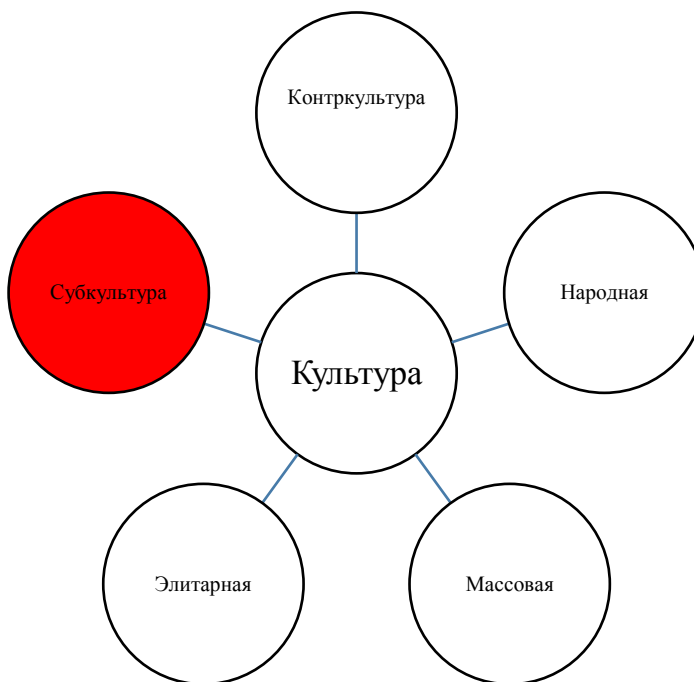 Контркультура
Субкультура
Народная
Культура
Элитарная
Массовая